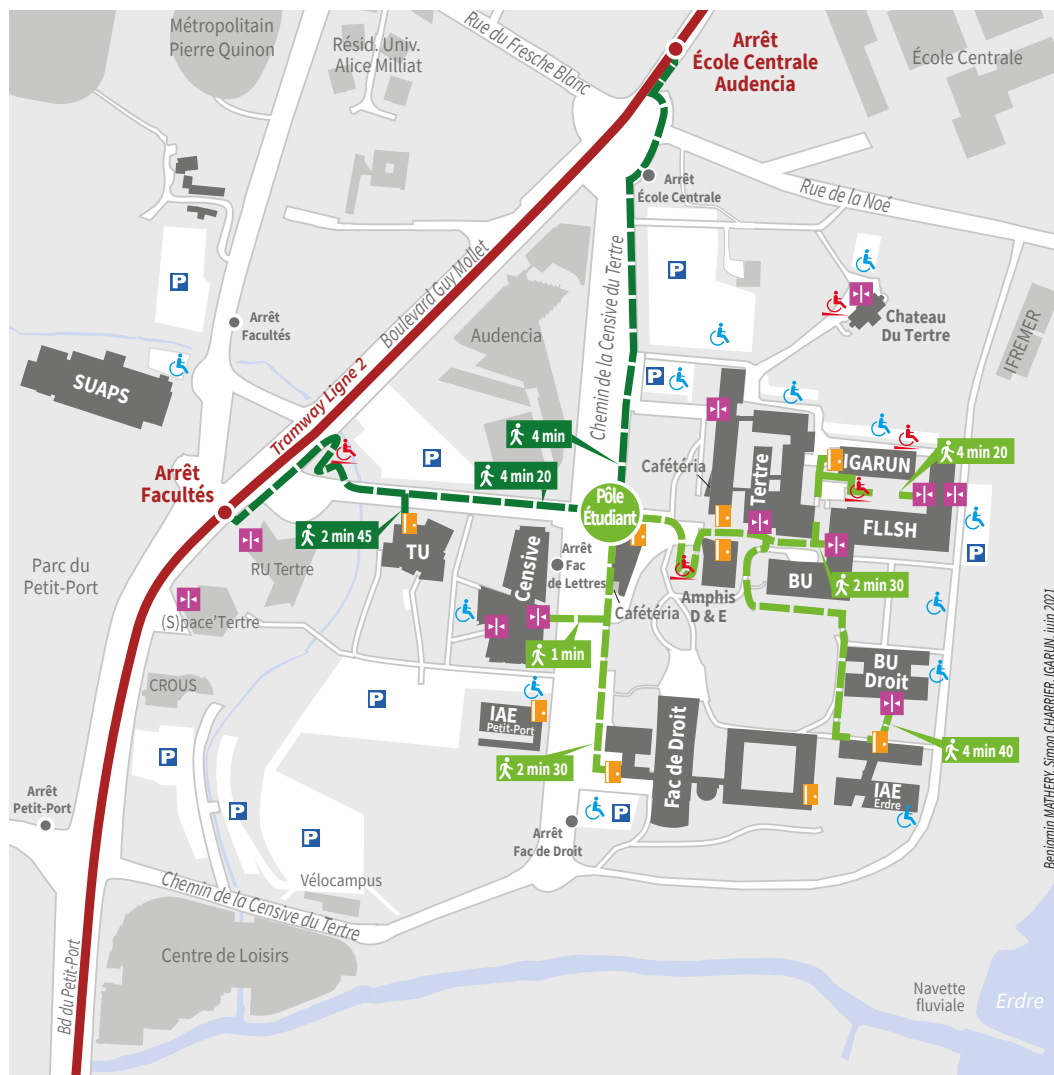 Métropolitain
Pierre Quinon
Résid. Univ.
Alice Milliat
Rue du Fresche Blanc
Arrêt
École Centrale
Audencia
École Centrale
Arrêt
École Centrale
Rue de la Noé
P
P
Boulevard Guy Mollet
Chemin de la Censive du Tertre
Arrêt
Facultés
Audencia
Chateau
Du Tertre
IFREMER
SUAPS
Tramway Ligne 2
P
P
4 min
Cafétéria
Tertre
IGARUN
4 min 20
4 min 20
Arrêt
Facultés
Pôle
Étudiant
FLLSH
P
2 min 45
TU
Censive
Arrêt
Fac
de Lettres
BU
2 min 30
RU Tertre
Parc du
Petit-Port
(S)pace'Tertre
Cafétéria
Amphis
D & E
1 min
BU
Droit
CROUS
P
IAE
Petit-Port
Fac de Droit
4 min 40
2 min 30
P
IAE
Erdre
Arrêt
Petit-Port
P
P
P
Arrêt
Fac de Droit
Vélocampus
Chemin de la Censive du Tertre
Centre de Loisirs
Bd du Petit-Port
Navette
fluviale
Erdre
Benjamin MATHERY, Simon CHARRIER, IGARUN, juin 2021